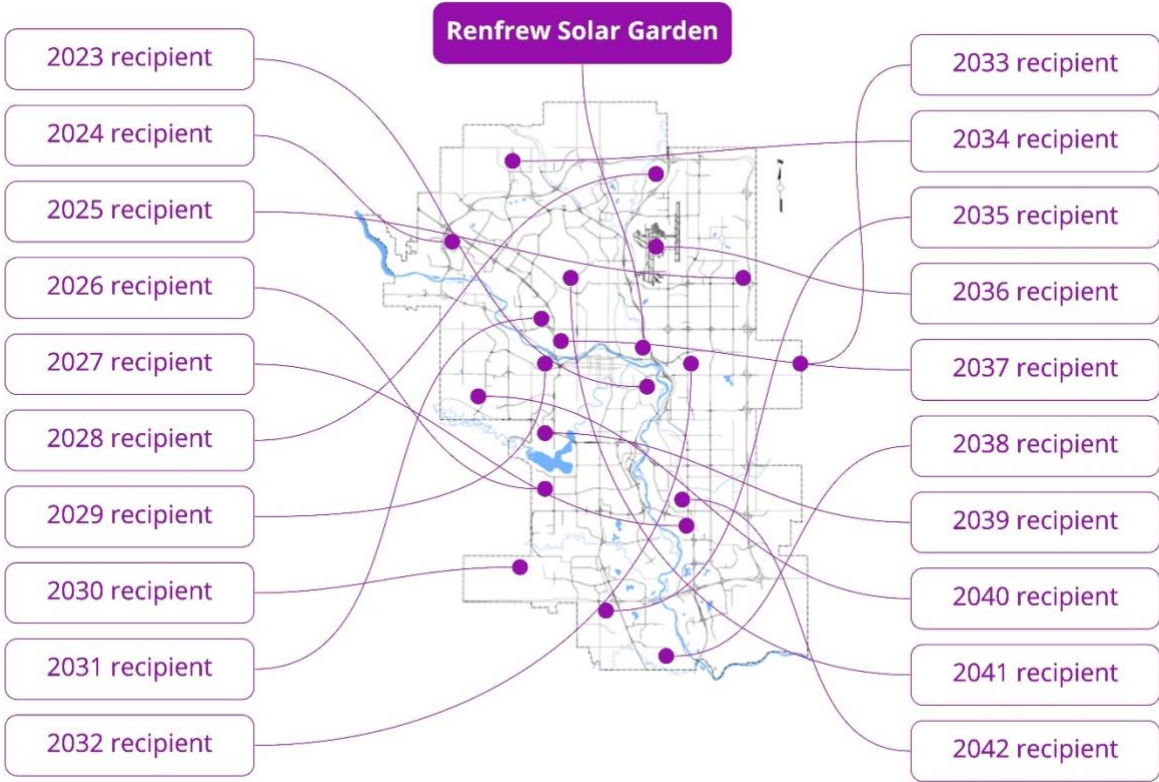 Renfrew Solar Garden
2023 recipient
2024 recipient
2025 recipient
2026 recipient
2027 recipient
2028 recipient
2029 recipient
2030 recipient
2031 recipient
2032 recipient
2033 recipient
2034 recipient
2035 recipient
2036 recipient
2037 recipient
2038 recipient
2039 recipient
2040 recipient
2041 recipient
2042 recipient